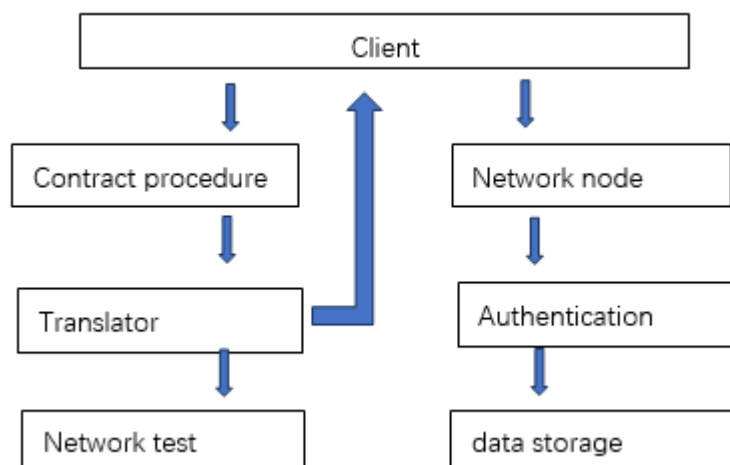 Client
Contract procedure
Network node
Translator
Authentication
Network test
data storage